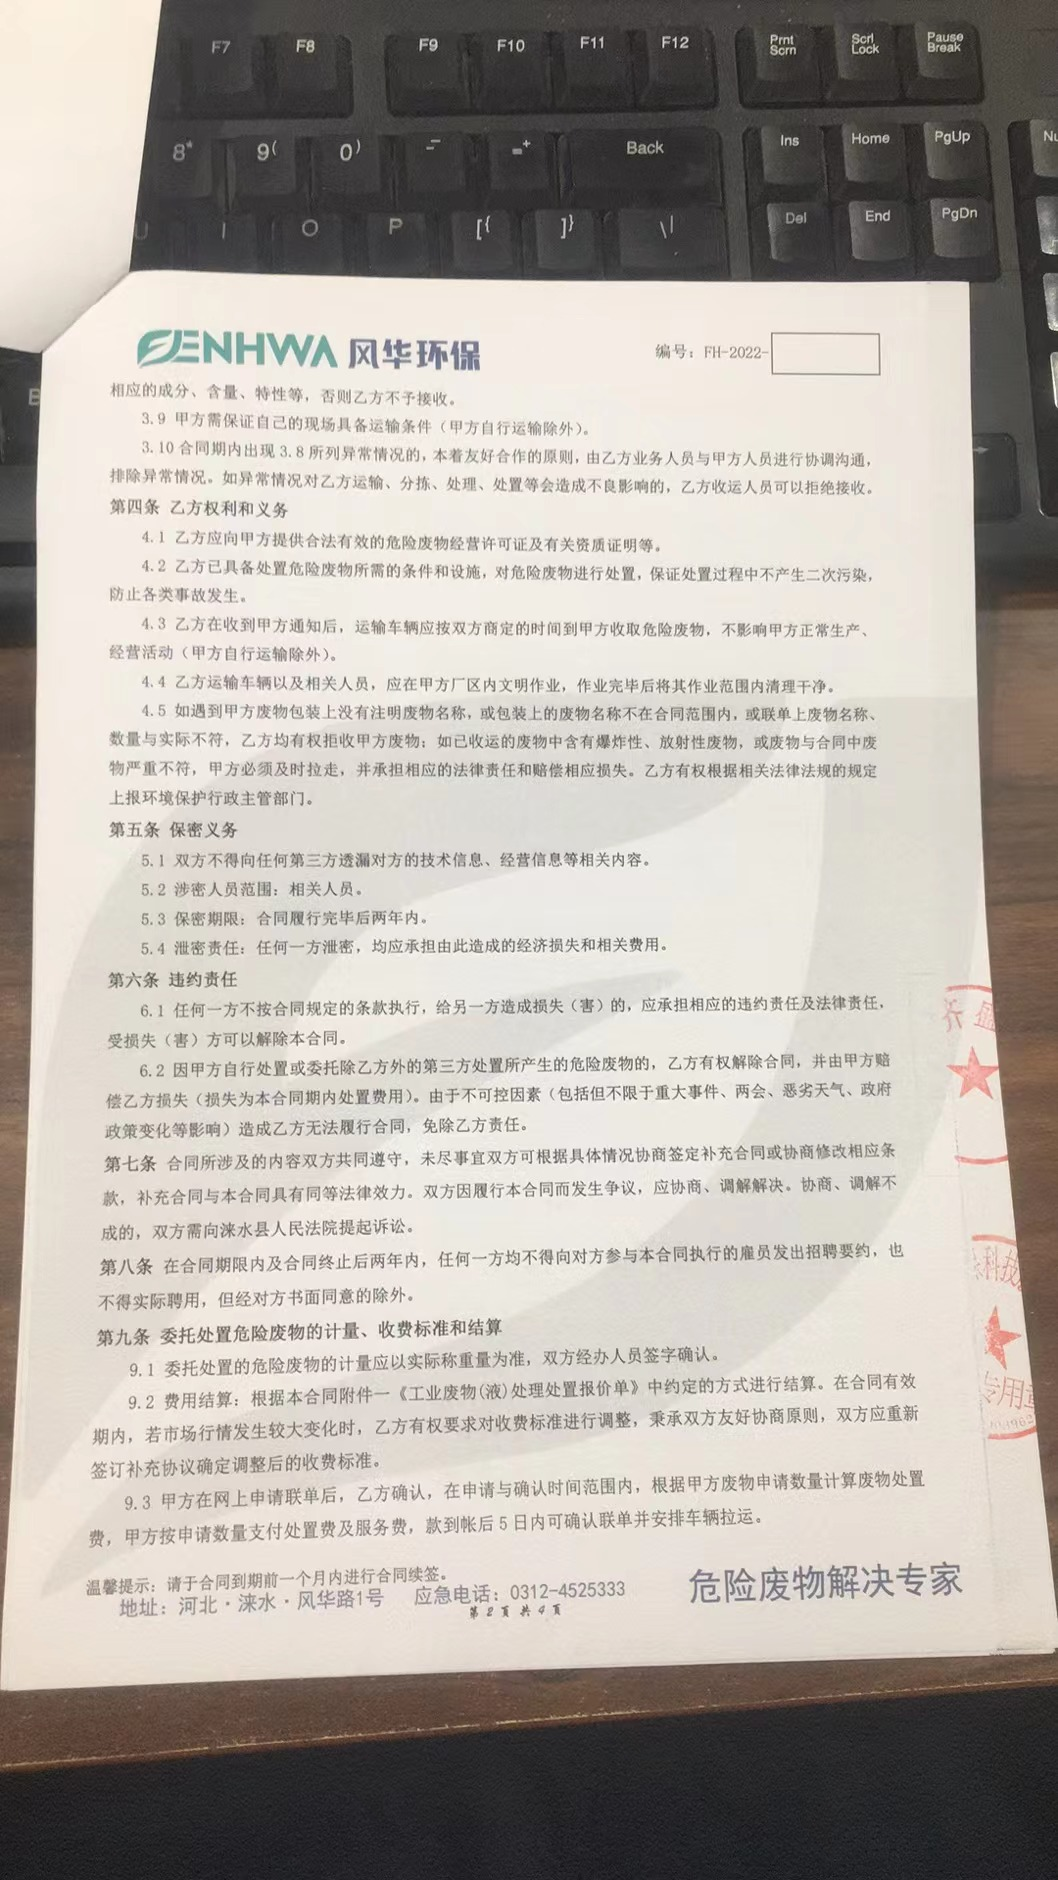 F7 F8 F9 F10 F11 F12 Prnt Scrn Scrl Lock Pause Break
8* 9( 0) -_ =+ Back Ins Home PgUp
U I O P [{ ]} \| Del End PgDn
FENHWA 风华环保
编号：FH-2022-
相应的成分、含量、特性等，否则乙方不予接收。
3.9 甲方需保证自己的现场具备运输条件（甲方自行运输除外）。
3.10 合同期内出现 3.8 所列异常情况的，本着友好合作的原则，由乙方业务人员与甲方人员进行协调沟通，
排除异常情况。如异常情况对乙方运输、分拣、处理、处置等会造成不良影响的，乙方收运人员可以拒绝接收。
第四条 乙方权利和义务
4.1 乙方应向甲方提供合法有效的危险废物经营许可证及有关资质证明等。
4.2 乙方已具备处置危险废物所需的条件和设施，对危险废物进行处置，保证处置过程中不产生二次污染，
防止各类事故发生。
4.3 乙方在收到甲方通知后，运输车辆应按双方商定的时间到甲方收取危险废物，不影响甲方正常生产、
经营活动（甲方自行运输除外）。
4.4 乙方运输车辆以及相关人员，应在甲方厂区内文明作业，作业完毕后将其作业范围内清理干净。
4.5 如遇到甲方废物包装上没有注明废物名称，或包装上的废物名称不在合同范围内，或联单上废物名称、
数量与实际不符，乙方均有权拒收甲方废物；如已收运的废物中含有爆炸性、放射性废物，或废物与合同中废
物严重不符，甲方必须及时拉走，并承担相应的法律责任和赔偿相应损失。乙方有权根据相关法律法规的规定
上报环境保护行政主管部门。
第五条 保密义务
5.1 双方不得向任何第三方透漏对方的技术信息、经营信息等相关内容。
5.2 涉密人员范围：相关人员。
5.3 保密期限：合同履行完毕后两年内。
5.4 泄密责任：任何一方泄密，均应承担由此造成的经济损失和相关费用。
第六条 违约责任
6.1 任何一方不按合同规定的条款执行，给另一方造成损失（害）的，应承担相应的违约责任及法律责任，
受损失（害）方可以解除本合同。
6.2 因甲方自行处置或委托除乙方外的第三方处置所产生的危险废物的，乙方有权解除合同，并由甲方赔
偿乙方损失（损失为本合同期内处置费用）。由于不可控因素（包括但不限于重大事件、两会、恶劣天气、政府
政策变化等影响）造成乙方无法履行合同，免除乙方责任。
第七条 合同所涉及的内容双方共同遵守，未尽事宜双方可根据具体情况协商签定补充合同或协商修改相应条
款，补充合同与本合同具有同等法律效力。双方因履行本合同而发生争议，应协商、调解解决。协商、调解不
成的，双方需向涞水县人民法院提起诉讼。
第八条 在合同期限内及合同终止后两年内，任何一方均不得向对方参与本合同执行的雇员发出招聘要约，也
不得实际聘用，但经对方书面同意的除外。
第九条 委托处置危险废物的计量、收费标准和结算
9.1 委托处置的危险废物的计量应以实际称重量为准，双方经办人员签字确认。
9.2 费用结算：根据本合同附件一《工业废物(液)处理处置报价单》中约定的方式进行结算。在合同有效
期内，若市场行情发生较大变化时，乙方有权要求对收费标准进行调整，秉承双方友好协商原则，双方应重新
签订补充协议确定调整后的收费标准。
9.3 甲方在网上申请联单后，乙方确认，在申请与确认时间范围内，根据甲方废物申请数量计算废物处置
费，甲方按申请数量支付处置费及服务费，款到帐后 5 日内可确认联单并安排车辆拉运。
温馨提示：请于合同到期前一个月内进行合同续签。
地址：河北·涞水·风华路1号 应急电话：0312-4525333
第 2 页 共 4 页
危险废物解决专家
科技
专用